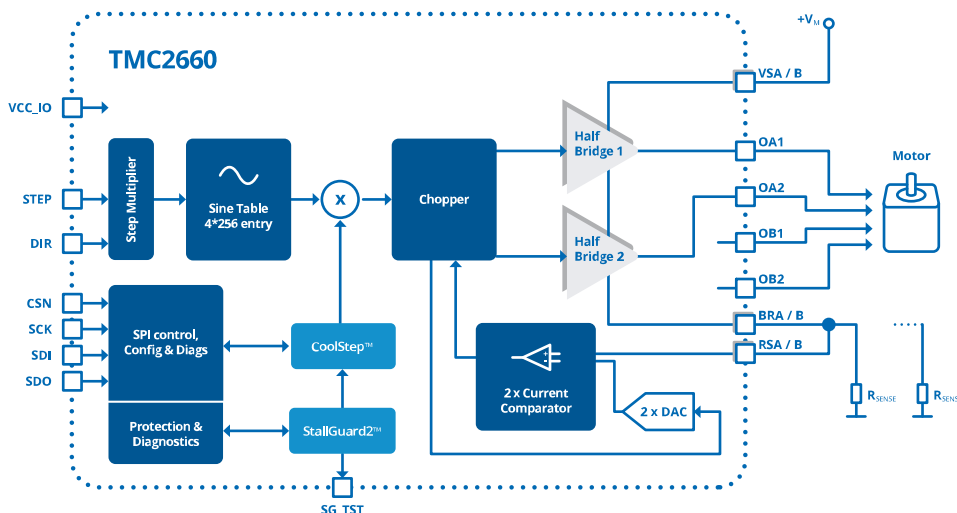 +VM
TMC2660
VSA / B
VCC_IO
Half
Bridge 1
OA1
Motor
Step Multiplier
Sine Table
4*256 entry
X
Chopper
STEP
OA2
DIR
Half
Bridge 2
OB1
OB2
CSN
SCK
SDI
SDO
SPI control,
Config & Diags
CoolStep™
BRA / B
RSA / B
2 x Current
Comparator
2 x DAC
RSENSE
RSENSE
Protection &
Diagnostics
StallGuard2™
SG_TST